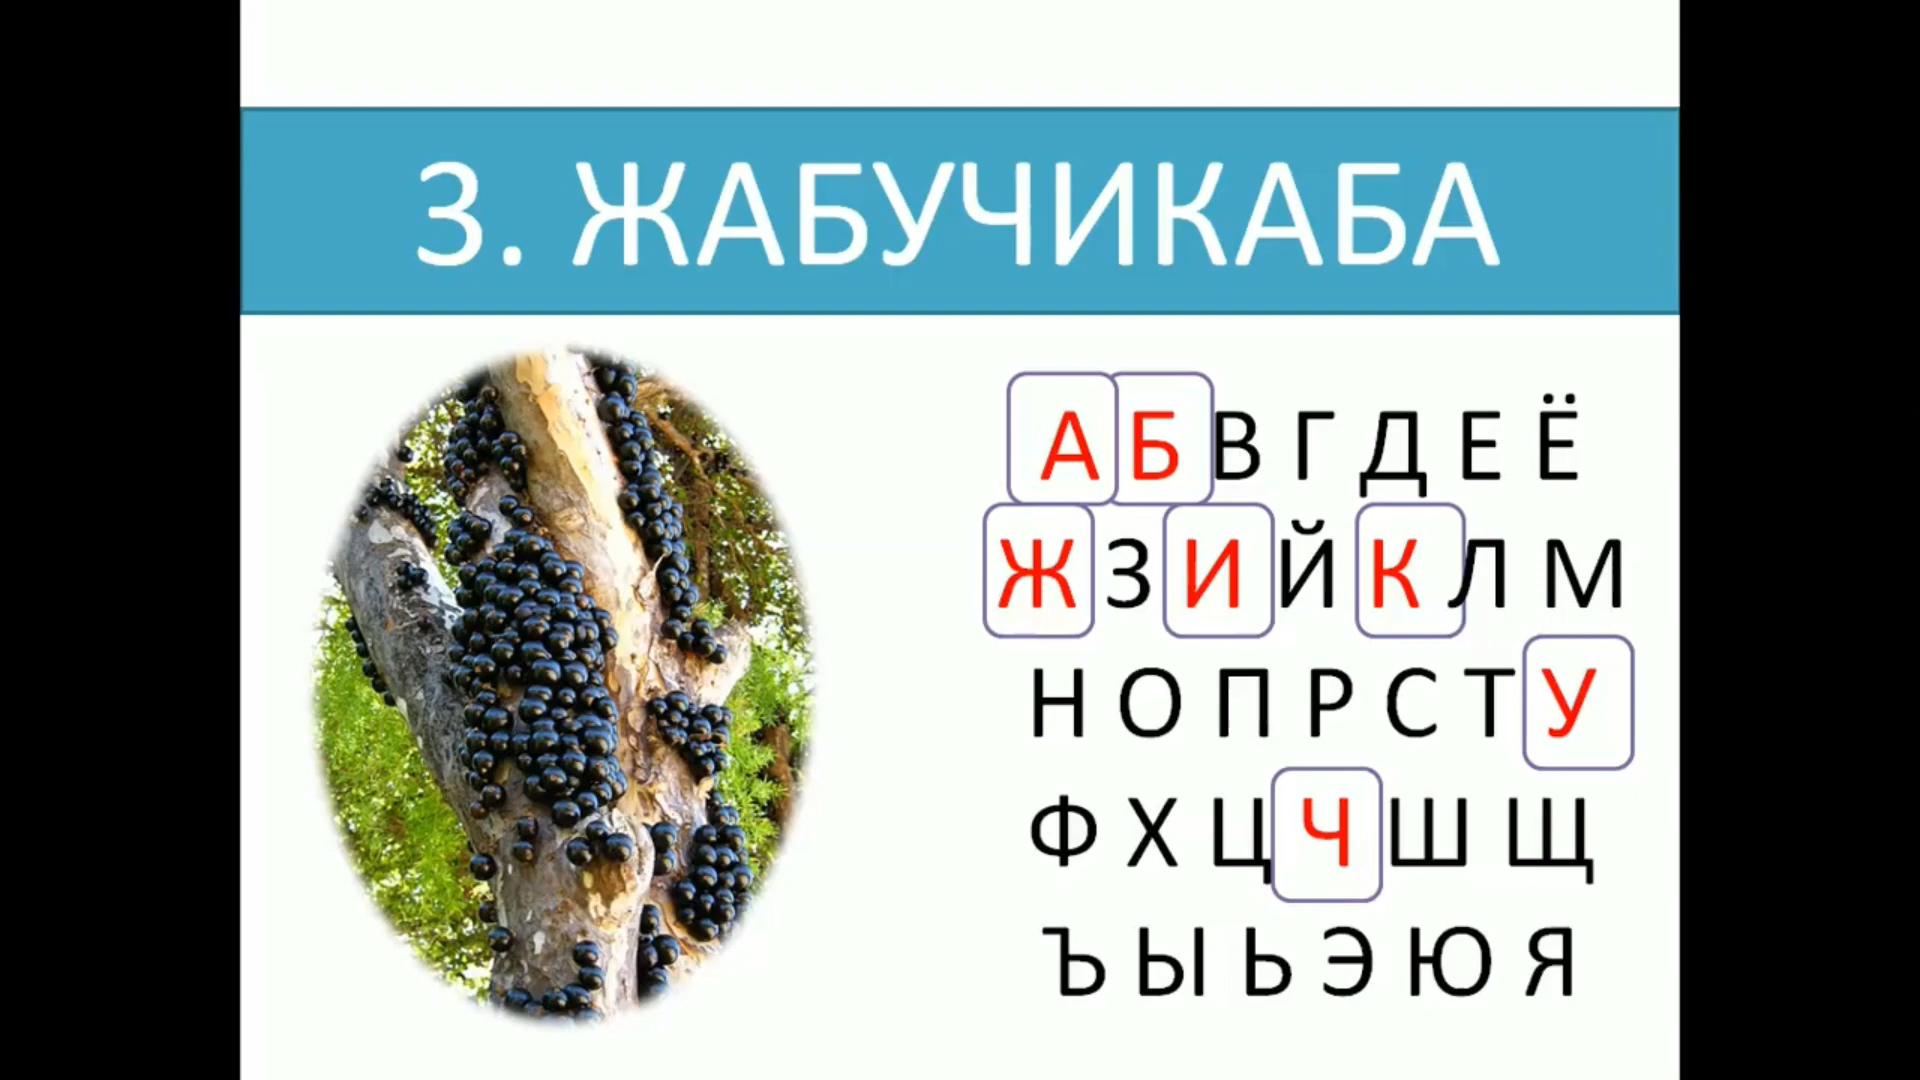 3. ЖАБУЧИКАБА
А Б В Г Д Е Ё
Ж З И Й К Л М
Н О П Р С Т У
Ф Х Ц Ч Ш Щ
Ъ Ы Ь Э Ю Я